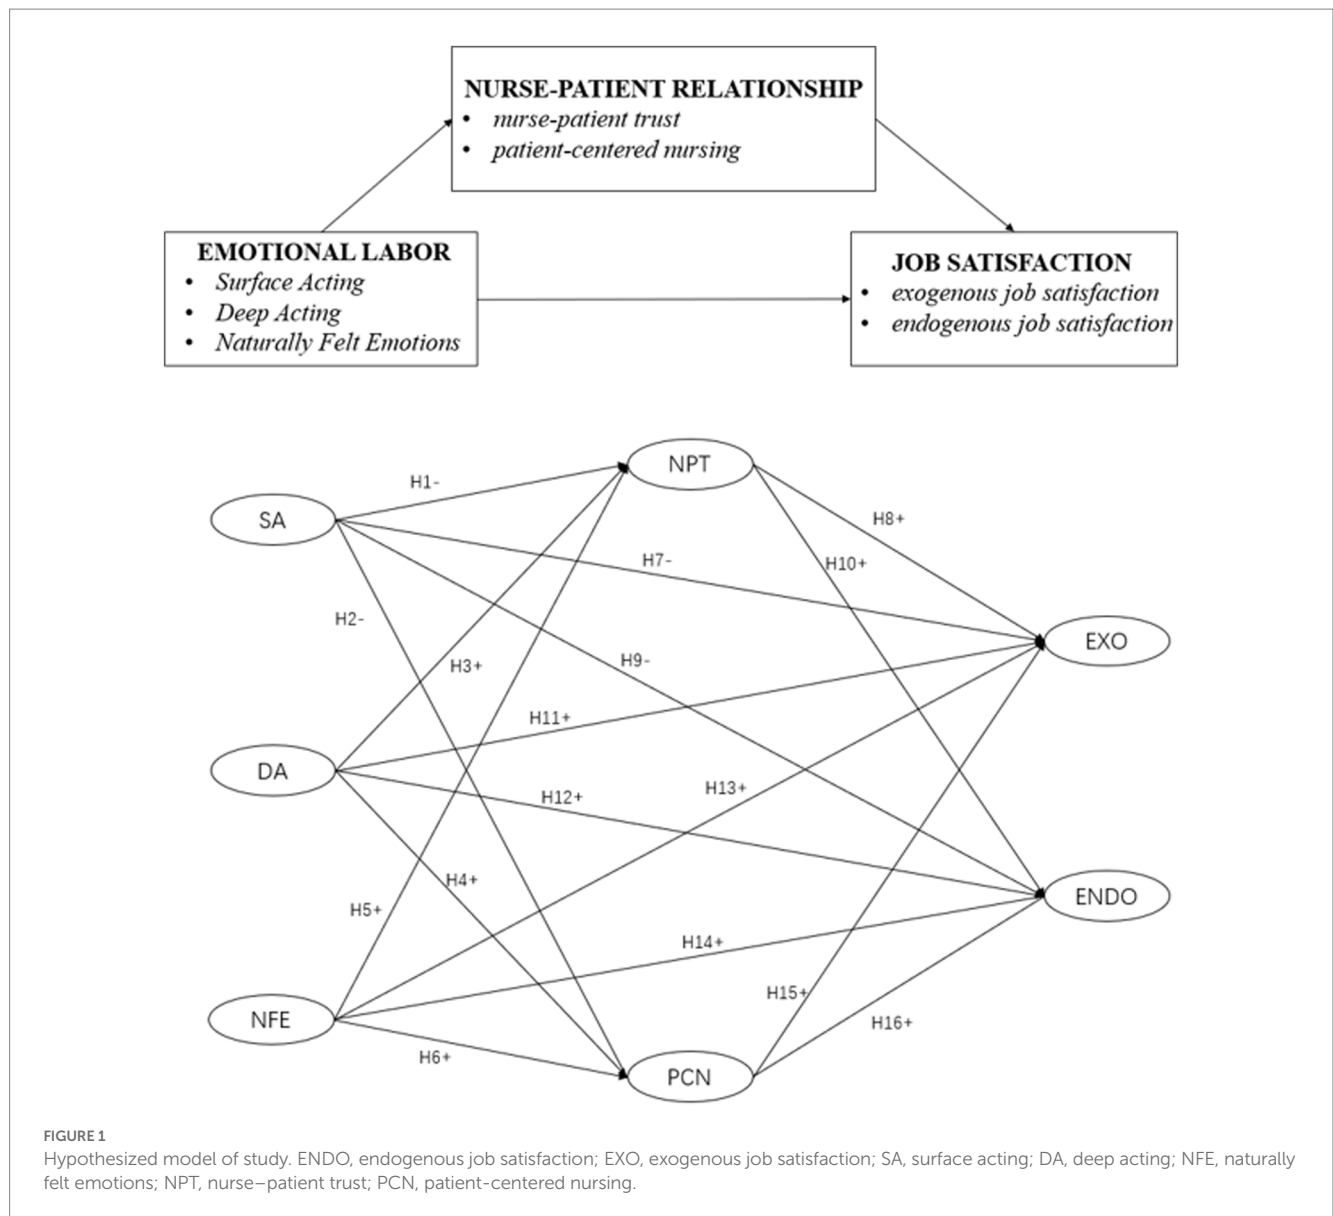 NURSE-PATIENT RELATIONSHIP
• nurse-patient trust
• patient-centered nursing
EMOTIONAL LABOR
• Surface Acting
• Deep Acting
• Naturally Felt Emotions
JOB SATISFACTION
• exogenous job satisfaction
• endogenous job satisfaction
NPT
H1-
SA
H8+
H7-
H10+
H2-
EXO
H9-
H3+
H11+
DA
H13+
H12+
H4+
ENDO
H5+
H14+
H15+
NFE
H16+
H6+
PCN
FIGURE 1
Hypothesized model of study. ENDO, endogenous job satisfaction; EXO, exogenous job satisfaction; SA, surface acting; DA, deep acting; NFE, naturally
felt emotions; NPT, nurse–patient trust; PCN, patient-centered nursing.